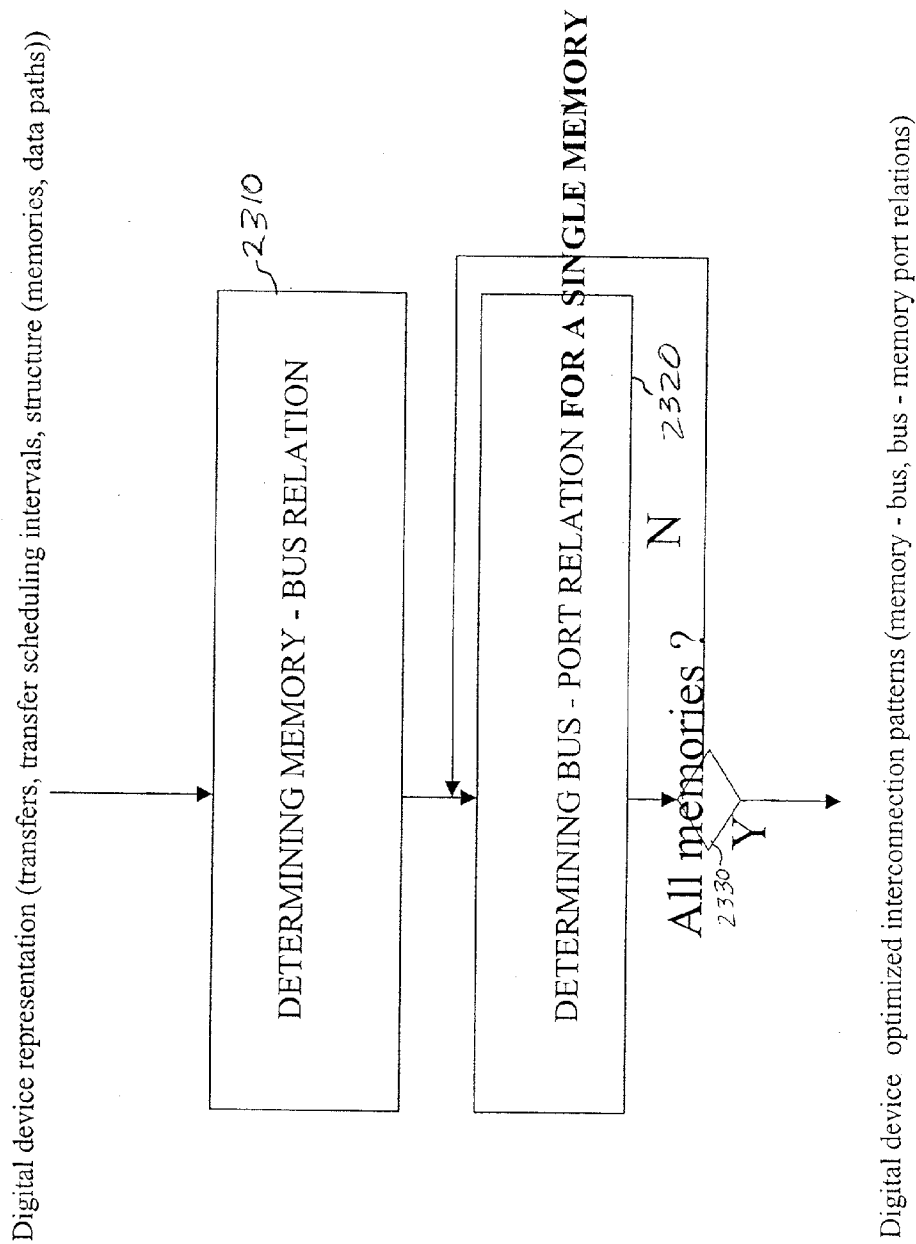 Digital device representation (transfers, transfer scheduling intervals, structure (memories, data paths))
2310
DETERMINING MEMORY - BUS RELATION
DETERMINING BUS - PORT RELATION FOR A SINGLE MEMORY
2320
N
All memories ?
2330
Y
Digital device optimized interconnection patterns (memory - bus, bus - memory port relations)